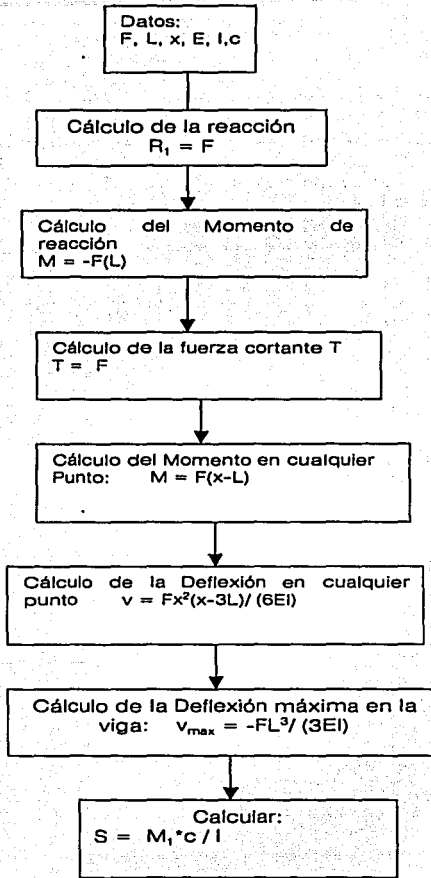 Datos:
F, L, x, E, I,c
Cálculo de la reacción
R₁ = F
Cálculo del Momento de
reacción
M = -F(L)
Cálculo de la fuerza cortante T
T = F
Cálculo del Momento en cualquier
Punto: M = F(x-L)
Cálculo de la Deflexión en cualquier
punto v = Fx²(x-3L)/ (6EI)
Cálculo de la Deflexión máxima en la
viga: vₘₐₓ = -FL³/ (3EI)
Calcular:
S = M₁*c / I